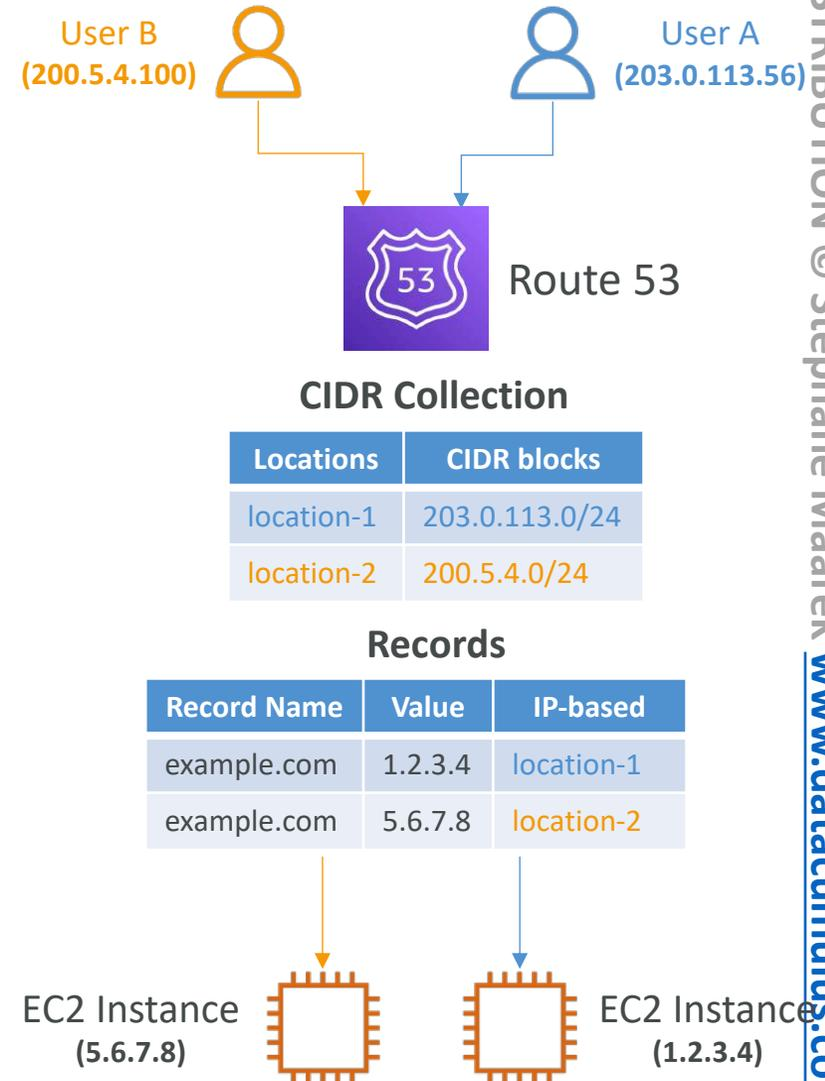 User B
(200.5.4.100)
User A
(203.0.113.56)
53
Route 53
CIDR Collection
Locations CIDR blocks
location-1 203.0.113.0/24
location-2 200.5.4.0/24
Records
Record Name Value IP-based
example.com 1.2.3.4 location-1
example.com 5.6.7.8 location-2
EC2 Instance
(5.6.7.8)
EC2 Instance
(1.2.3.4)
© Stephane Maarek